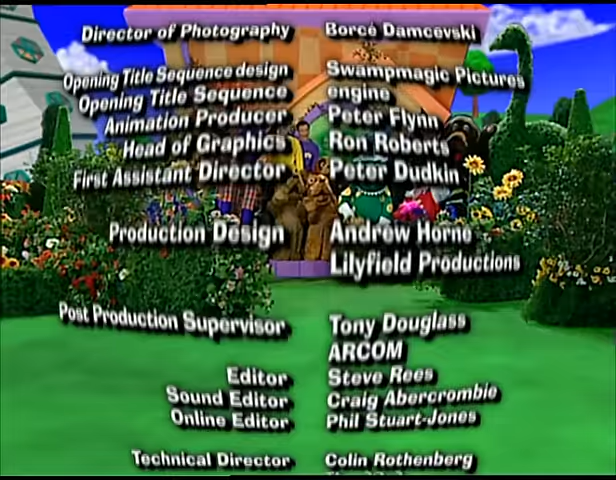 Director of Photography Borce Damcevski
Opening Title Sequence design Swampmagic Pictures
Opening Title Sequence engine
Animation Producer Peter Flynn
Head of Graphics Ron Roberts
First Assistant Director Peter Dudkin
Production Design Andrew Horne
Lilyfield Productions
Post Production Supervisor Tony Douglass
ARCOM
Editor Steve Rees
Sound Editor Craig Abercrombie
Online Editor Phil Stuart-Jones
Technical Director Colin Rothenberg